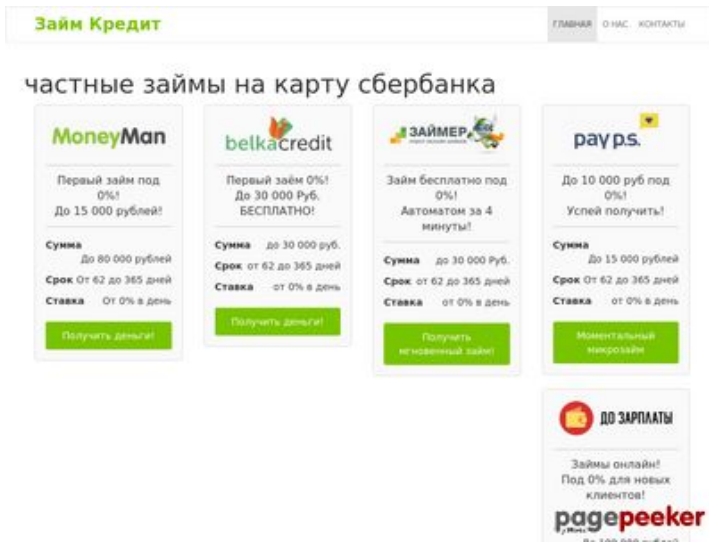 Займ Кредит
ГЛАВНАЯ О НАС КОНТАКТЫ
частные займы на карту сбербанка
MoneyMan
Первый займ под
0%!
До 15 000 рублей!
Сумма
До 80 000 рублей
Срок От 62 до 365 дней
Ставка От 0% в день
Получить деньги!
belkacredit
Первый заём 0%!
До 30 000 Руб.
БЕСПЛАТНО!
Сумма до 30 000 руб.
Срок от 62 до 365 дней
Ставка от 0% в день
Получить деньги!
ЗАЙМЕР
Займ бесплатно под
0%!
Автоматом за 4
минуты!
Сумма до 30 000 Руб.
Срок от 62 до 365 дней
Ставка от 0% в день
Получить
мгновенный займ!
pay p.s.
До 10 000 руб под
0%!
Успей получить!
Сумма
До 15 000 рублей
Срок От 62 до 365 дней
Ставка От 0% в день
Моментальный
микрозайм
ДО ЗАРПЛАТЫ
Займы онлайн!
Под 0% для новых
клиентов!
pagepeeker
До 100 000 рублей